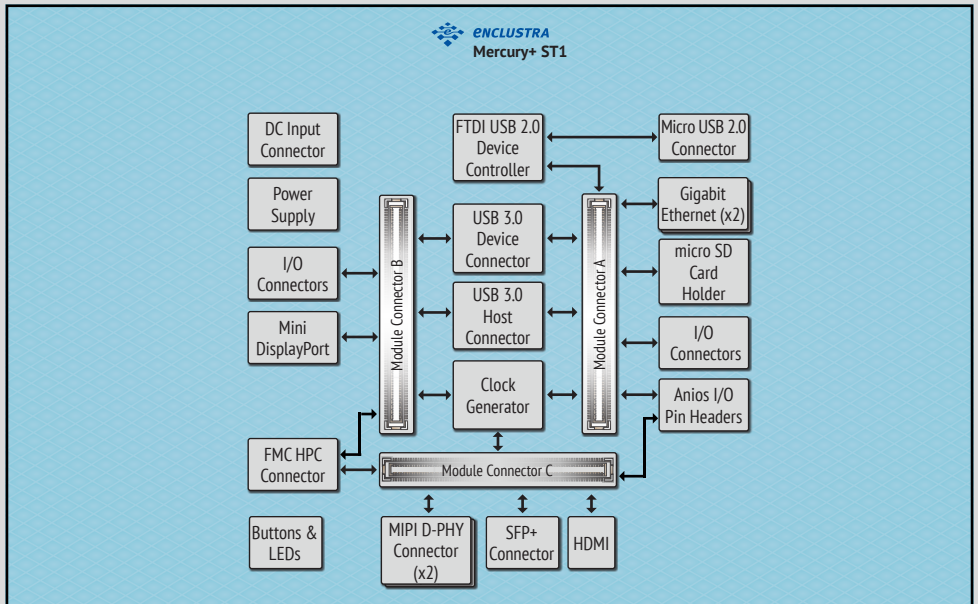 enclustra
Mercury+ ST1
DC Input
Connector
FTDI USB 2.0
Device
Controller
Micro USB 2.0
Connector
Power
Supply
Gigabit
Ethernet (x2)
Module Connector B
USB 3.0
Device
Connector
Module Connector A
I/O
Connectors
micro SD
Card
Holder
USB 3.0
Host
Connector
Mini
DisplayPort
I/O
Connectors
Clock
Generator
Anios I/O
Pin Headers
FMC HPC
Connector
Module Connector C
Buttons &
LEDs
MIPI D-PHY
Connector
(x2)
SFP+
Connector
HDMI